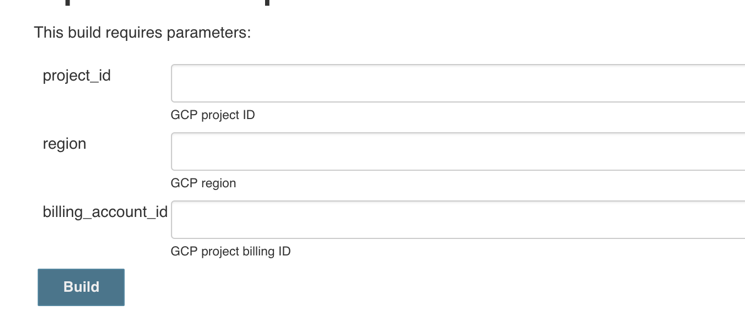 This build requires parameters:
project_id
GCP project ID
region
GCP region
billing_account_id
GCP project billing ID
Build